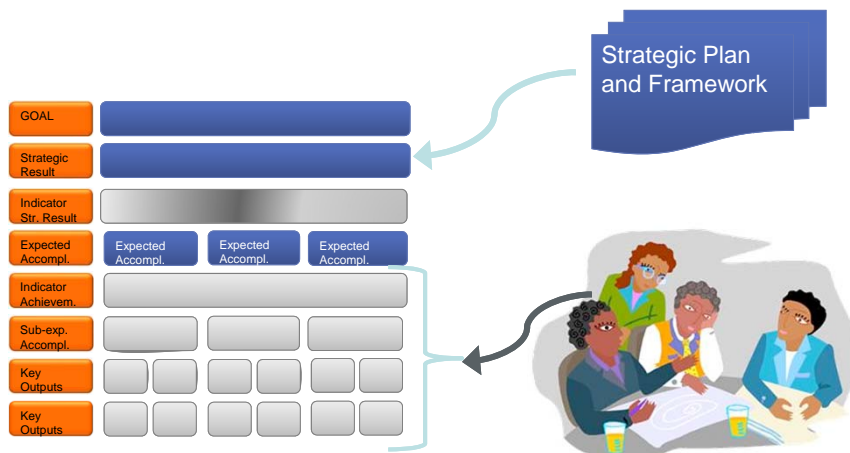 Strategic Plan
and Framework
GOAL
Strategic
Result
Indicator
Str. Result
Expected
Accompl.
Expected
Accompl.
Expected
Accompl.
Expected
Accompl.
Indicator
Achievem.
Sub-exp.
Accompl.
Key
Outputs
Key
Outputs